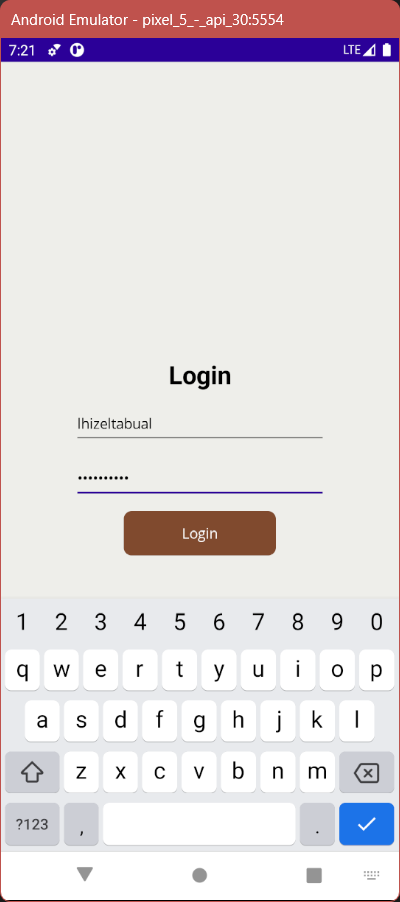 Android Emulator - pixel_5_-_api_30:5554
7:21 LTE
Login
lhizeltabual
••••••••••
Login
1 2 3 4 5 6 7 8 9 0
q w e r t y u i o p
a s d f g h j k l
z x c v b n m
?123 , .